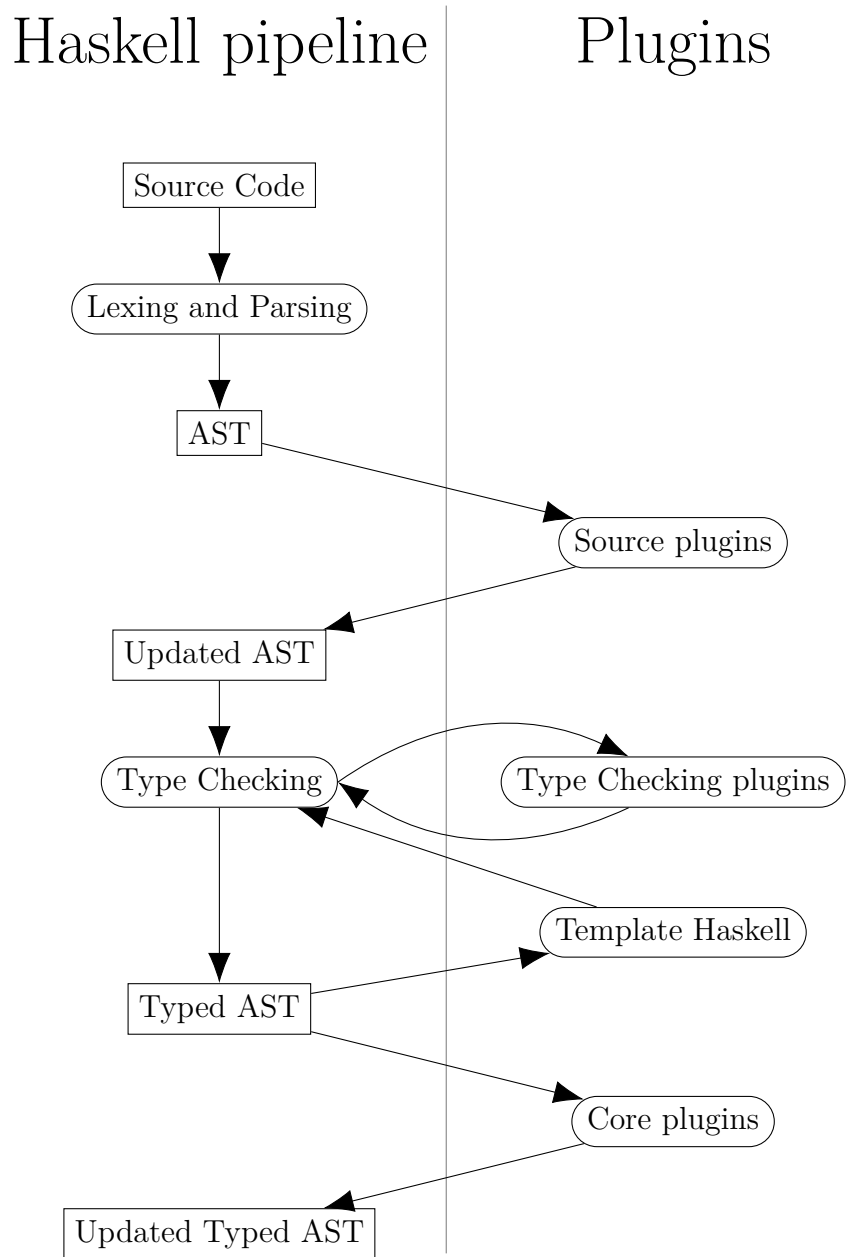 Haskell pipeline
Plugins
Source Code
Lexing and Parsing
AST
Source plugins
Updated AST
Type Checking
Type Checking plugins
Template Haskell
Typed AST
Core plugins
Updated Typed AST